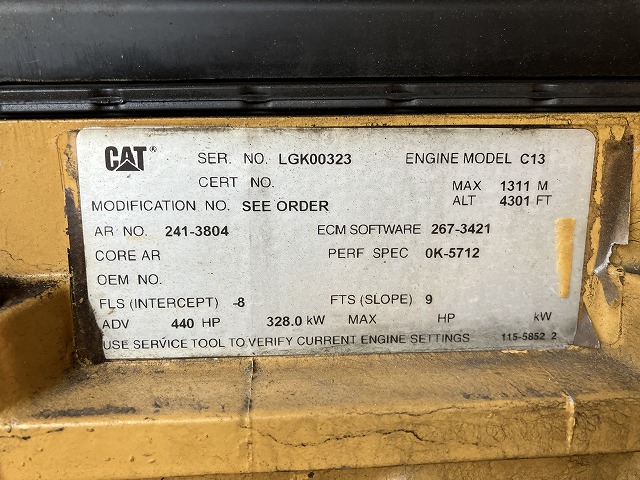 CAT® SER. NO. LGK00323 ENGINE MODEL C13
CERT NO. MAX 1311 M
MODIFICATION NO. SEE ORDER ALT 4301 FT
AR NO. 241-3804 ECM SOFTWARE 267-3421
CORE AR PERF SPEC 0K-5712
OEM NO.
FLS (INTERCEPT) -8 FTS (SLOPE) 9
ADV 440 HP 328.0 kW MAX HP kW
USE SERVICE TOOL TO VERIFY CURRENT ENGINE SETTINGS 115-5852 2